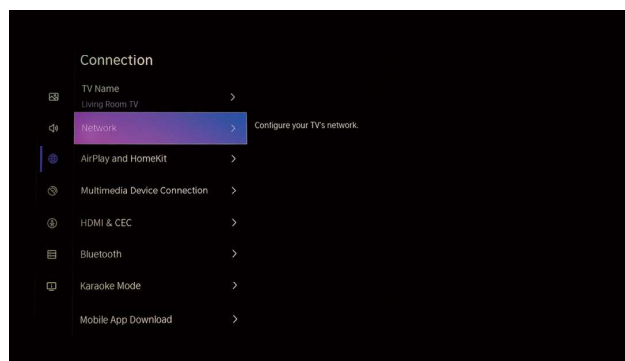 Connection
TV Name
Living Room TV
Network
Configure your TV's network.
AirPlay and HomeKit
Multimedia Device Connection
HDMI & CEC
Bluetooth
Karaoke Mode
Mobile App Download